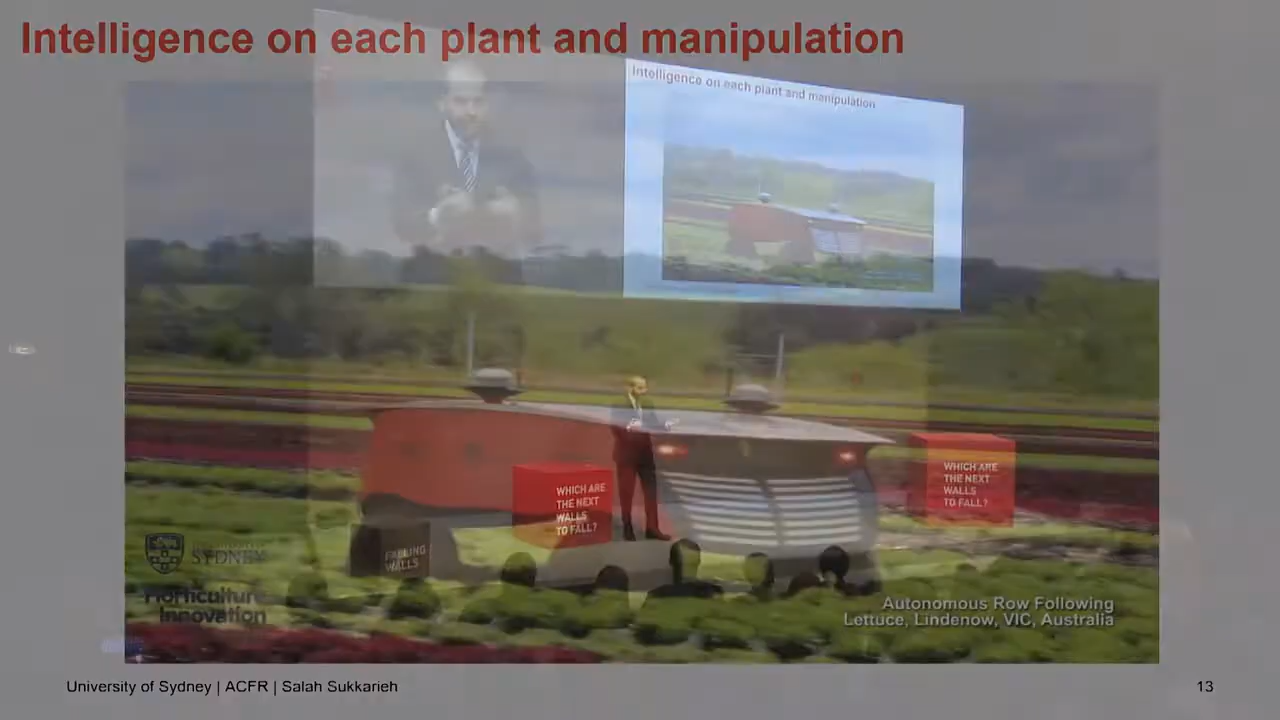 Intelligence on each plant and manipulation
Intelligence on each plant and manipulation
WHICH ARE
THE NEXT
WALLS
TO FALL?
WHICH ARE
THE NEXT
WALLS
TO FALL?
FALLING
WALLS
SYDNEY
Horticulture
Innovation
Autonomous Row Following
Lettuce, Lindenow, VIC, Australia
University of Sydney | ACFR | Salah Sukkarieh
13